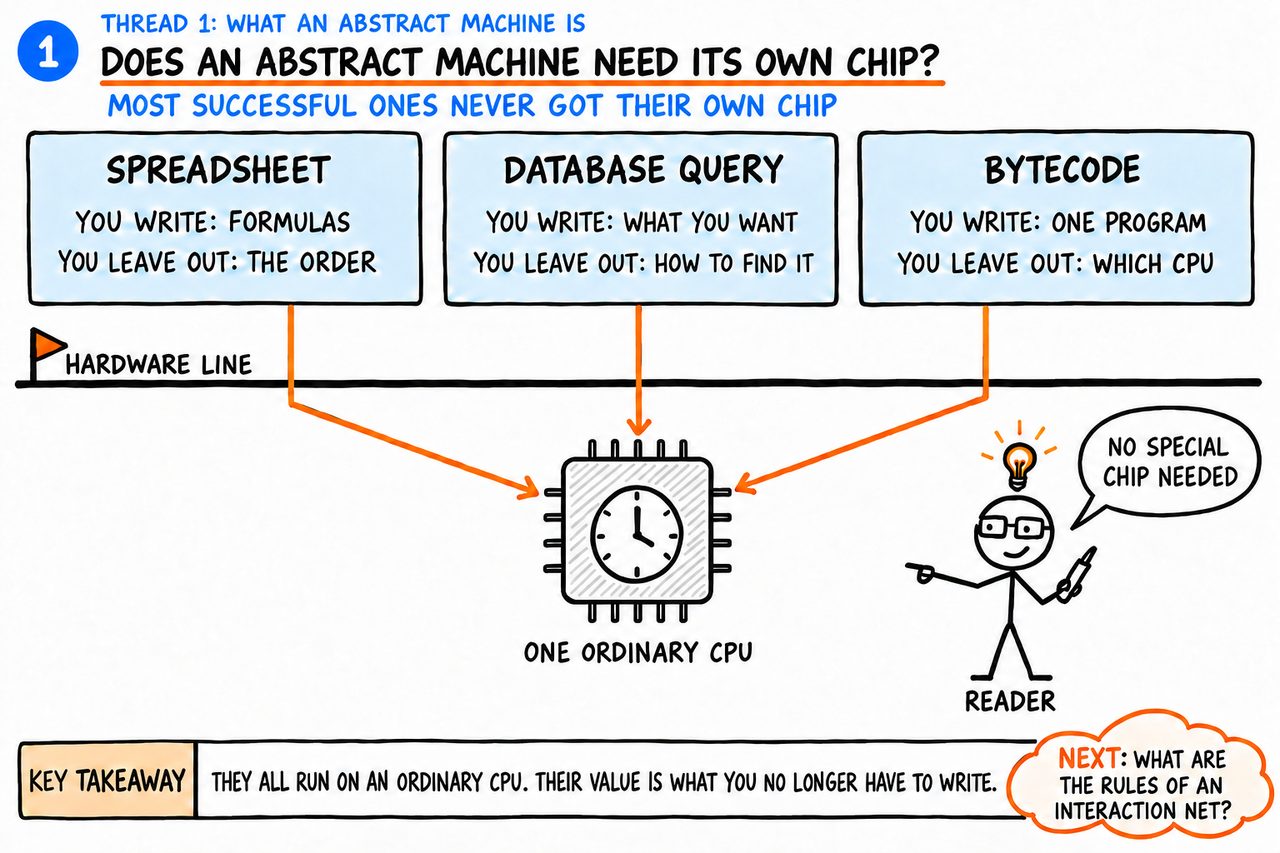 1
THREAD 1: WHAT AN ABSTRACT MACHINE IS
DOES AN ABSTRACT MACHINE NEED ITS OWN CHIP?
MOST SUCCESSFUL ONES NEVER GOT THEIR OWN CHIP
SPREADSHEET
YOU WRITE: FORMULAS
YOU LEAVE OUT: THE ORDER
DATABASE QUERY
YOU WRITE: WHAT YOU WANT
YOU LEAVE OUT: HOW TO FIND IT
BYTECODE
YOU WRITE: ONE PROGRAM
YOU LEAVE OUT: WHICH CPU
HARDWARE LINE
NO SPECIAL
CHIP NEEDED
ONE ORDINARY CPU
READER
KEY TAKEAWAY
THEY ALL RUN ON AN ORDINARY CPU. THEIR VALUE IS WHAT YOU NO LONGER HAVE TO WRITE.
NEXT: WHAT ARE
THE RULES OF AN
INTERACTION NET?